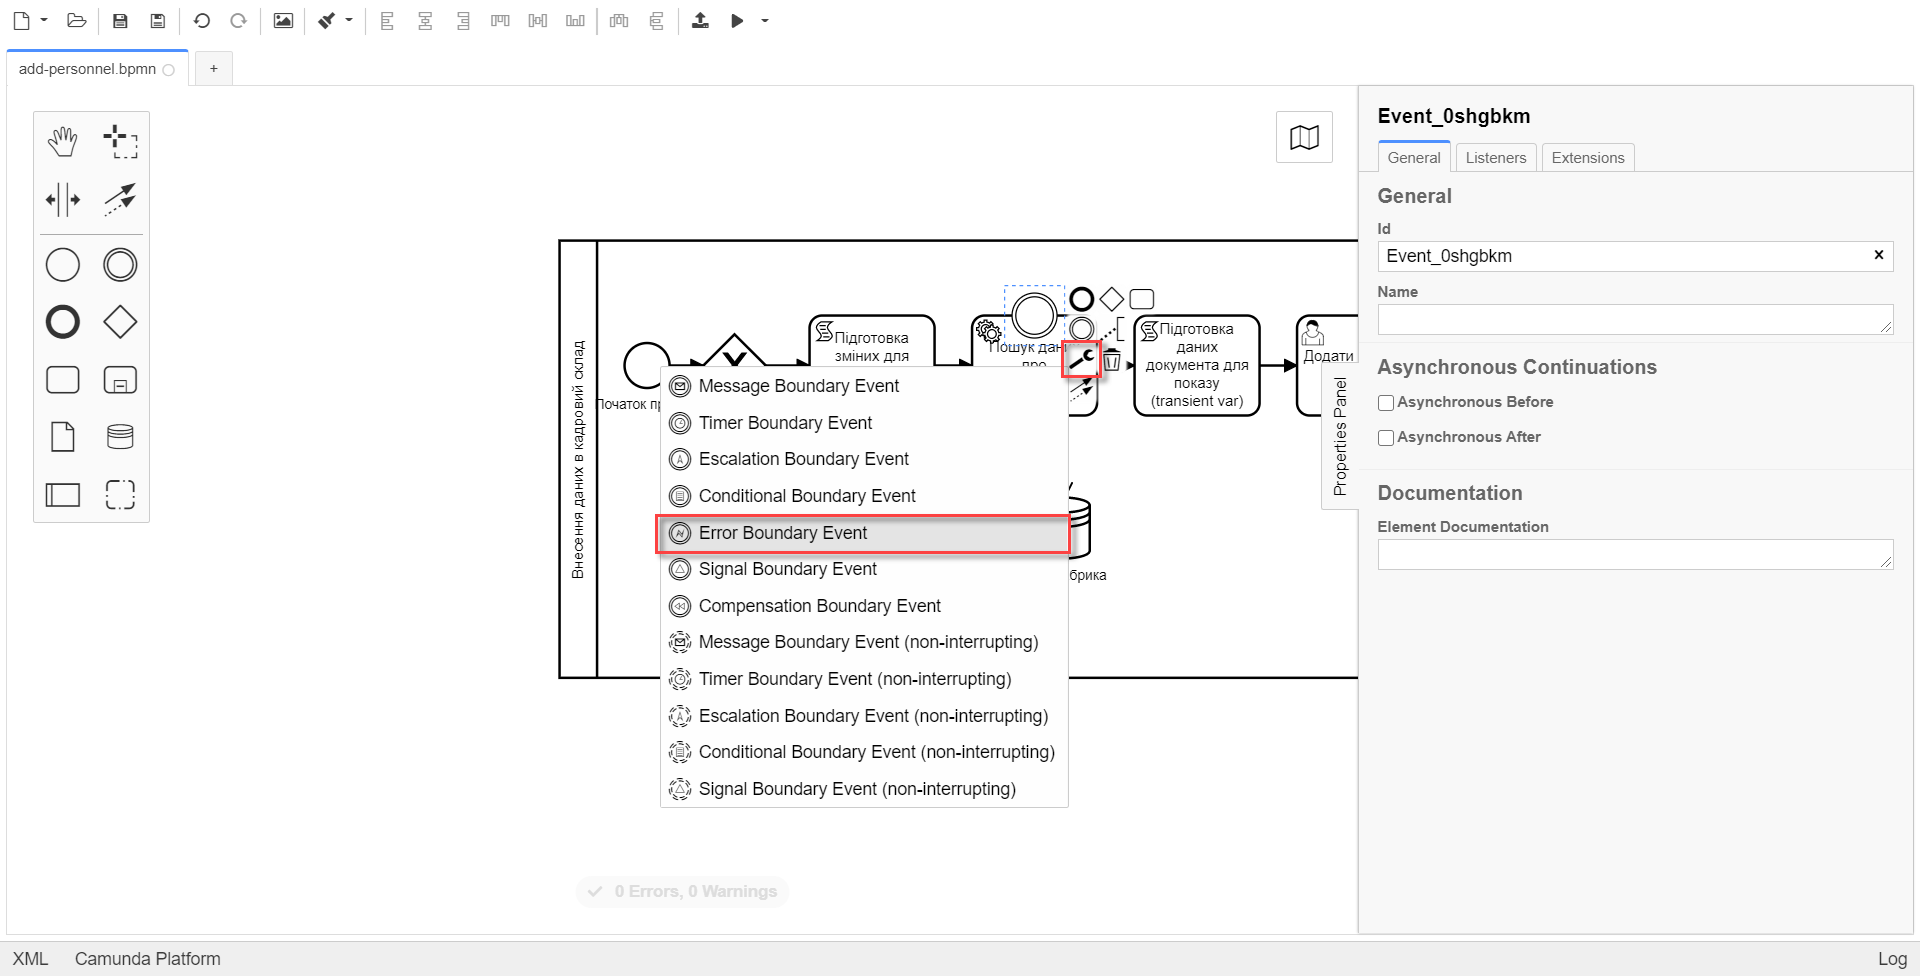 add-personnel.bpmn
+
Внесення даних в кадровий склад
Початок
Підготовка
зміних для
Пошук
про
Підготовка
даних
документа для
показу
(transient var)
Додати
Message Boundary Event
Timer Boundary Event
Escalation Boundary Event
Conditional Boundary Event
Error Boundary Event
Signal Boundary Event
Compensation Boundary Event
Message Boundary Event (non-interrupting)
Timer Boundary Event (non-interrupting)
Escalation Boundary Event (non-interrupting)
Conditional Boundary Event (non-interrupting)
Signal Boundary Event (non-interrupting)
брика
0 Errors, 0 Warnings
Properties Panel
Event_0shgbkm
General
Listeners
Extensions
General
Id
Event_0shgbkm
Name
Asynchronous Continuations
Asynchronous Before
Asynchronous After
Documentation
Element Documentation
XML
Camunda Platform
Log